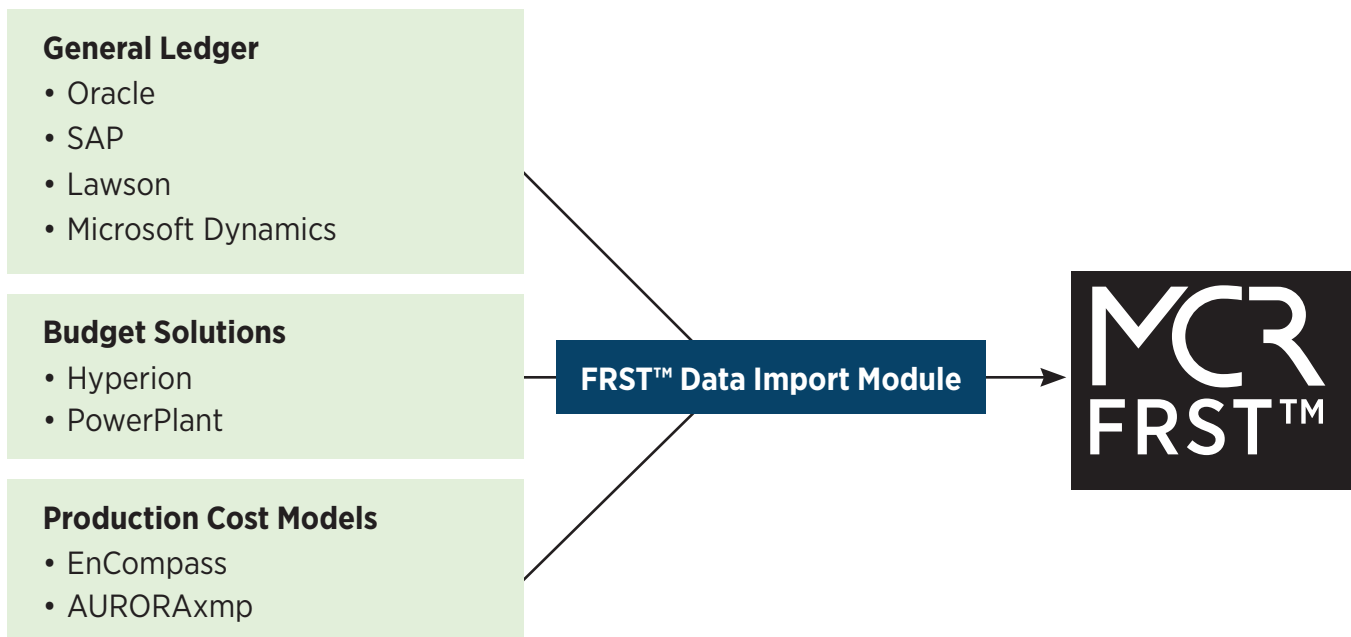 General Ledger
• Oracle
• SAP
• Lawson
• Microsoft Dynamics
Budget Solutions
• Hyperion
• PowerPlant
Production Cost Models
• EnCompass
• AURORAxmp
FRST™ Data Import Module
MCR
FRST™